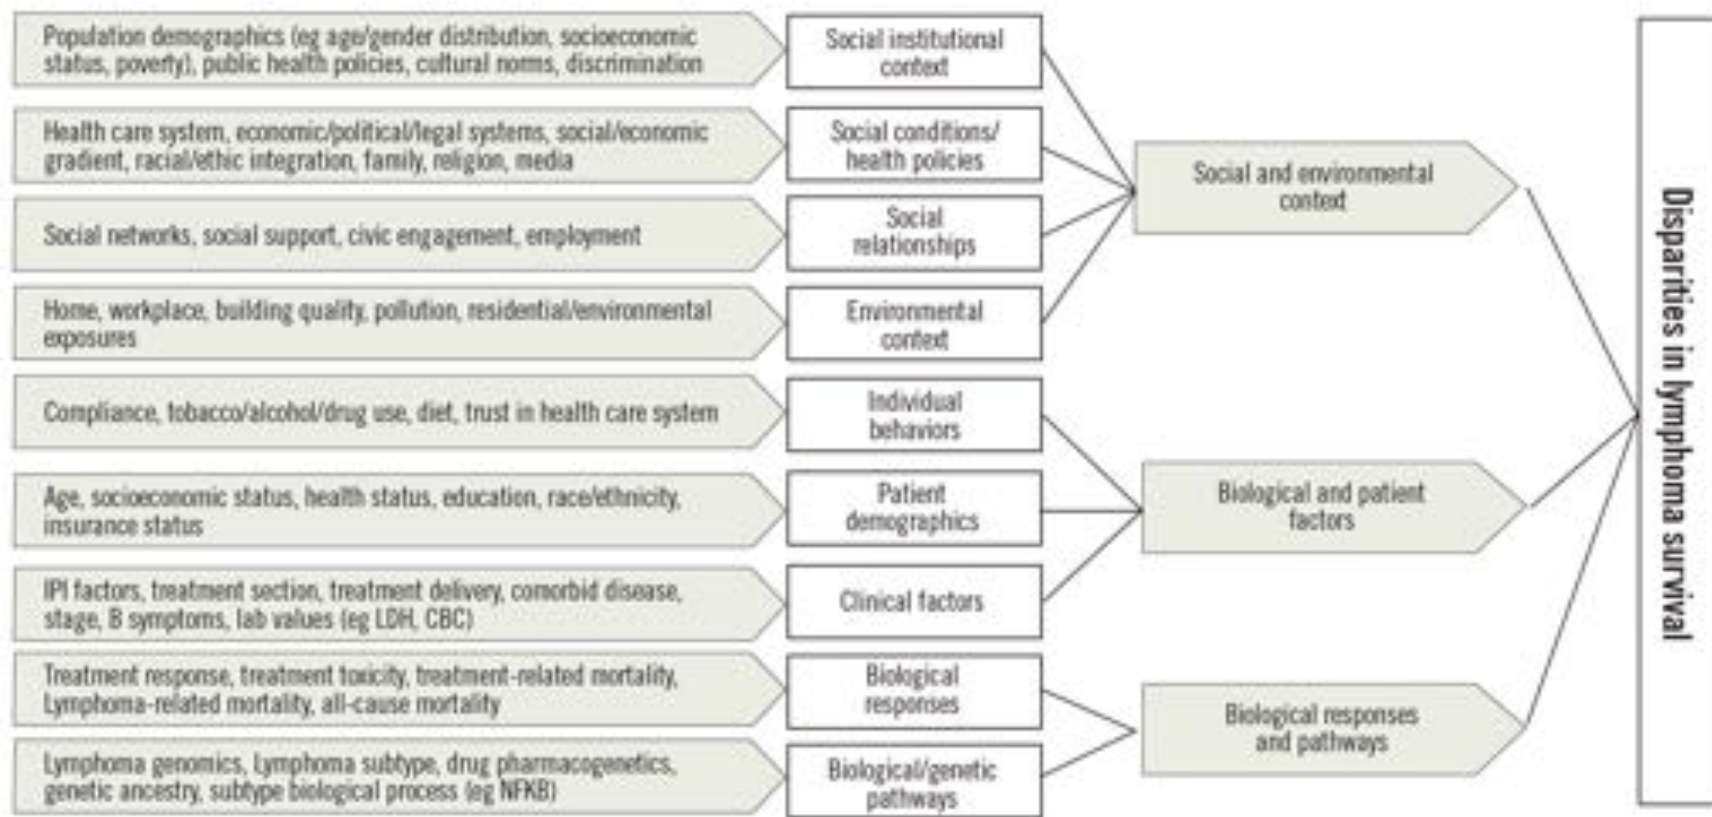 Population demographics (eg age/gender distribution, socioeconomic
status, poverty), public health policies, cultural norms, discrimination
Social institutional
context
Health care system, economic/political/legal systems, social/economic
gradient, racial/ethic integration, family, religion, media
Social conditions/
health policies
Social networks, social support, civic engagement, employment
Social
relationships
Home, workplace, building quality, pollution, residential/environmental
exposures
Environmental
context
Compliance, tobacco/alcohol/drug use, diet, trust in health care system
Individual
behaviors
Age, socioeconomic status, health status, education, race/ethnicity,
insurance status
Patient
demographics
IPI factors, treatment section, treatment delivery, comorbid disease,
stage, B symptoms, lab values (eg LDH, CBC)
Clinical factors
Treatment response, treatment toxicity, treatment-related mortality,
Lymphoma-related mortality, all-cause mortality
Biological
responses
Lymphoma genomics, Lymphoma subtype, drug pharmacogenetics,
genetic ancestry, subtype biological process (eg NFKB)
Biological/genetic
pathways
Social and environmental
context
Biological and patient
factors
Biological responses
and pathways
Disparities in lymphoma survival